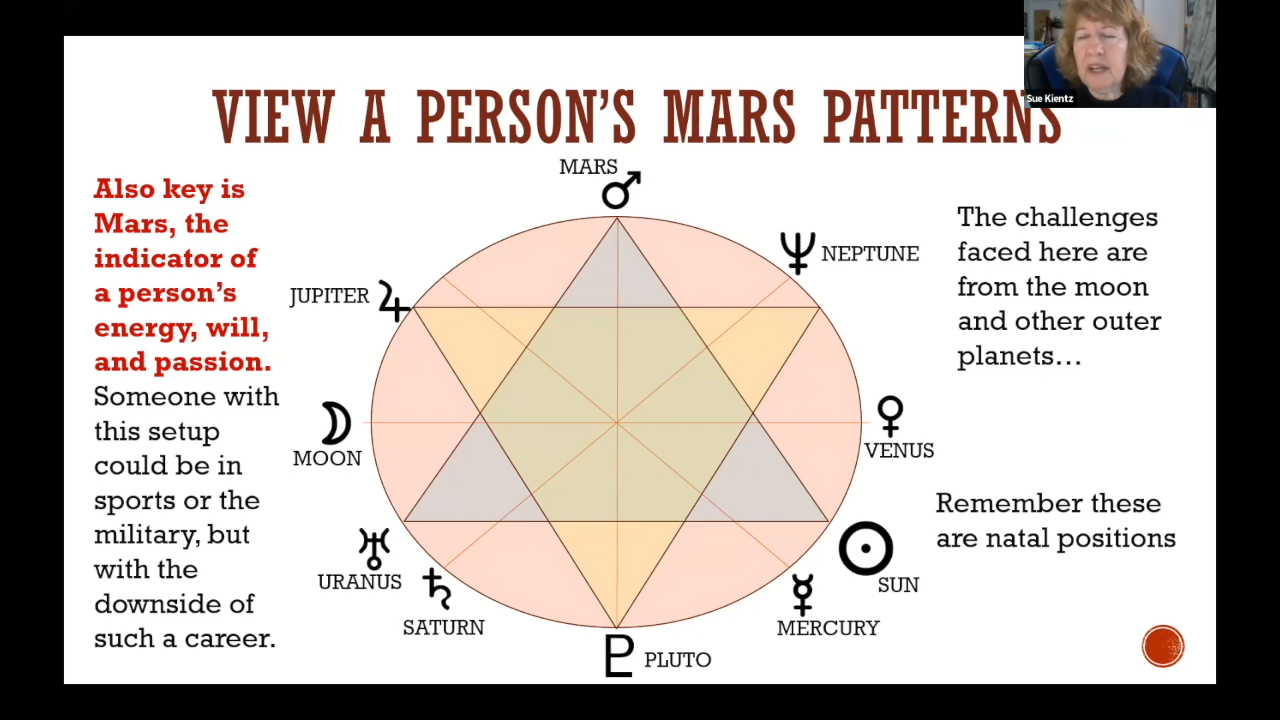 Sue Kientz
VIEW A PERSON'S MARS PATTERNS
Also key is
Mars, the
indicator of
a person's
energy, will,
and passion.
Someone with
this setup
could be in
sports or the
military, but
with the
downside of
such a career.
MARS
NEPTUNE
JUPITER
MOON
VENUS
URANUS
SATURN
SUN
MERCURY
PLUTO
The challenges
faced here are
from the moon
and other outer
planets…
Remember these
are natal positions